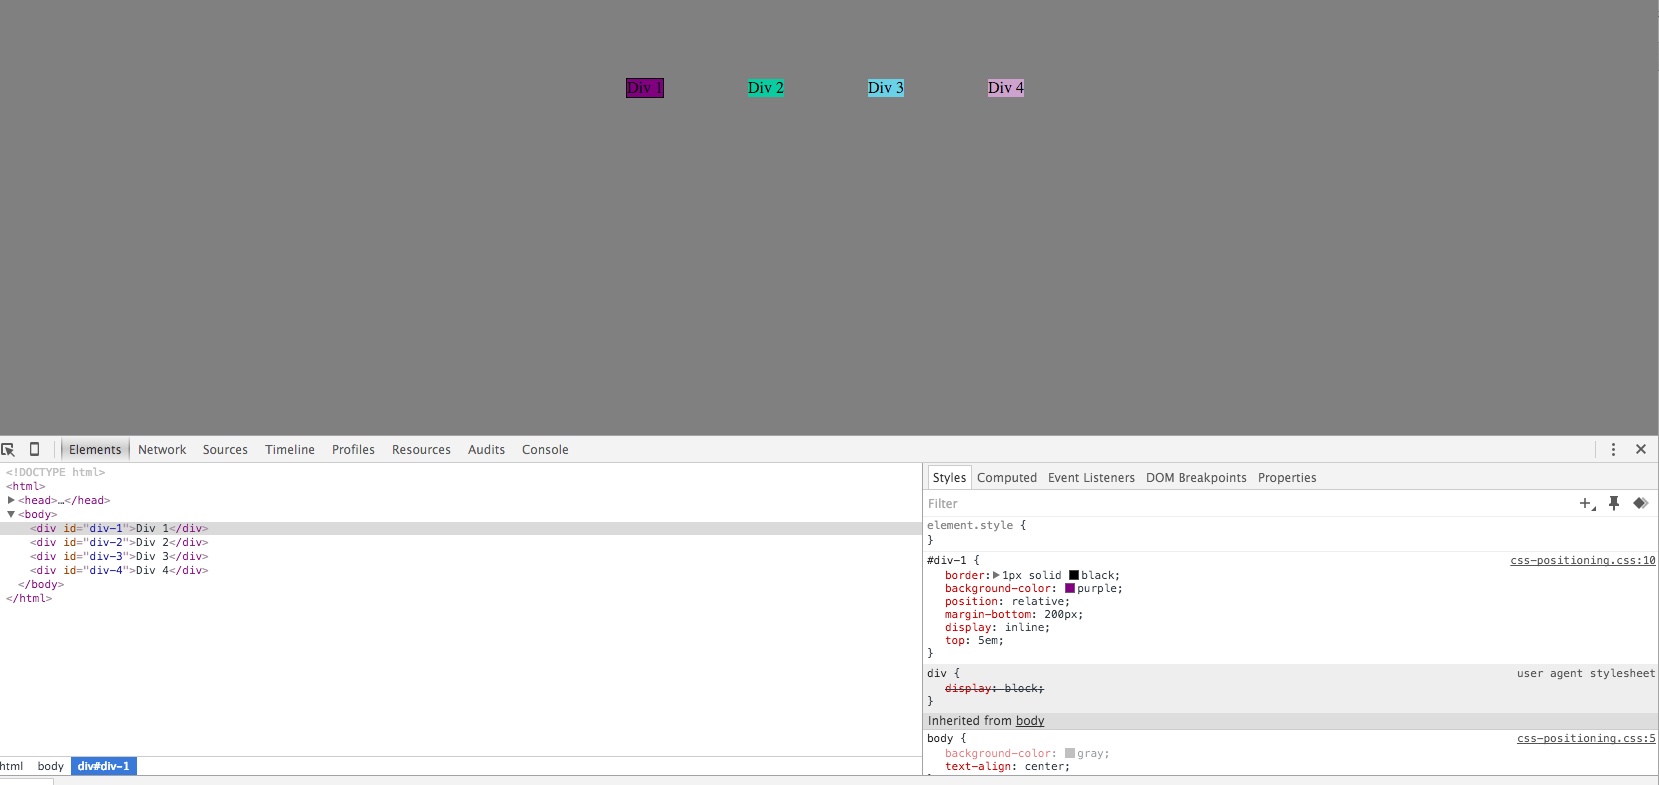 Div 1 Div 2 Div 3 Div 4
Elements Network Sources Timeline Profiles Resources Audits Console
<!DOCTYPE html>
<html>
<head>…</head>
<body>
<div id="div-1">Div 1</div>
<div id="div-2">Div 2</div>
<div id="div-3">Div 3</div>
<div id="div-4">Div 4</div>
</body>
</html>
html body div#div-1
Styles Computed Event Listeners DOM Breakpoints Properties
Filter
element.style {
}
#div-1 { css-positioning.css:10
border: 1px solid black;
background-color: purple;
position: relative;
margin-bottom: 200px;
display: inline;
top: 5em;
}
div { user agent stylesheet
display: block;
}
Inherited from body
body { css-positioning.css:5
background-color: gray;
text-align: center;